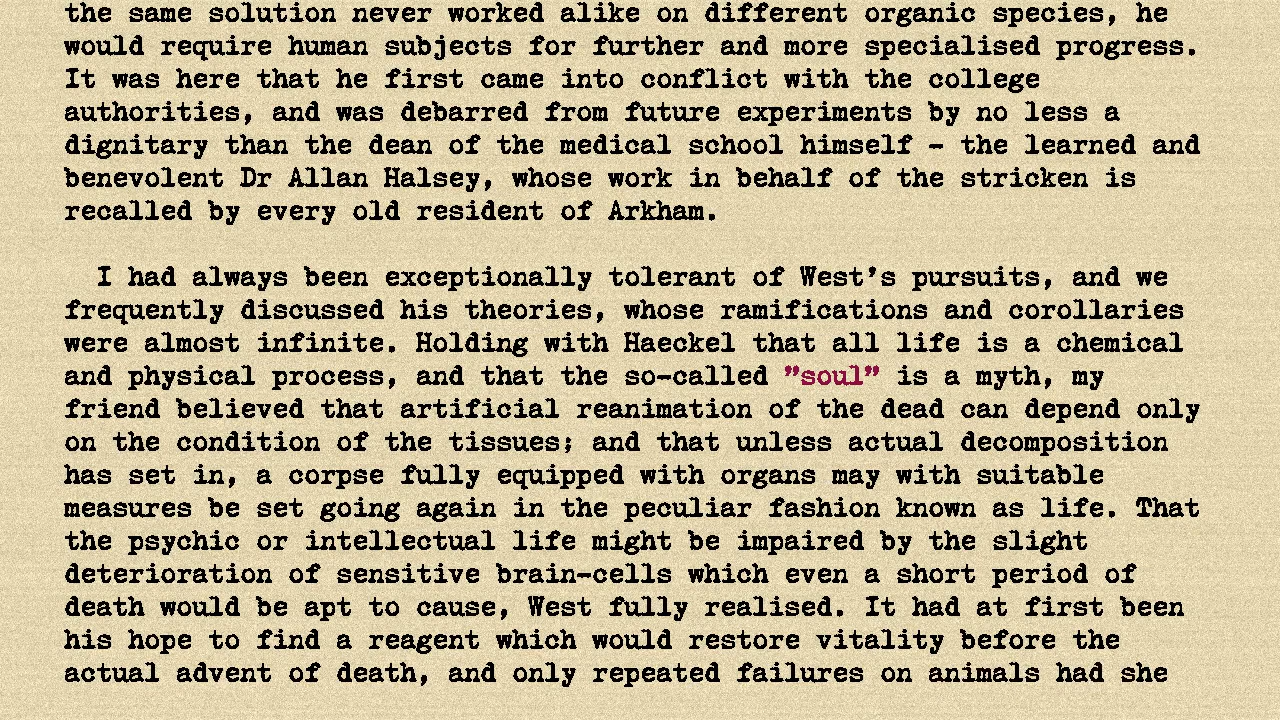 the same solution never worked alike on different organic species, he
would require human subjects for further and more specialised progress.
It was here that he first came into conflict with the college
authorities, and was debarred from future experiments by no less a
dignitary than the dean of the medical school himself – the learned and
benevolent Dr Allan Halsey, whose work in behalf of the stricken is
recalled by every old resident of Arkham.
I had always been exceptionally tolerant of West’s pursuits, and we
frequently discussed his theories, whose ramifications and corollaries
were almost infinite. Holding with Haeckel that all life is a chemical
and physical process, and that the so-called ”soul” is a myth, my
friend believed that artificial reanimation of the dead can depend only
on the condition of the tissues; and that unless actual decomposition
has set in, a corpse fully equipped with organs may with suitable
measures be set going again in the peculiar fashion known as life. That
the psychic or intellectual life might be impaired by the slight
deterioration of sensitive brain-cells which even a short period of
death would be apt to cause, West fully realised. It had at first been
his hope to find a reagent which would restore vitality before the
actual advent of death, and only repeated failures on animals had she